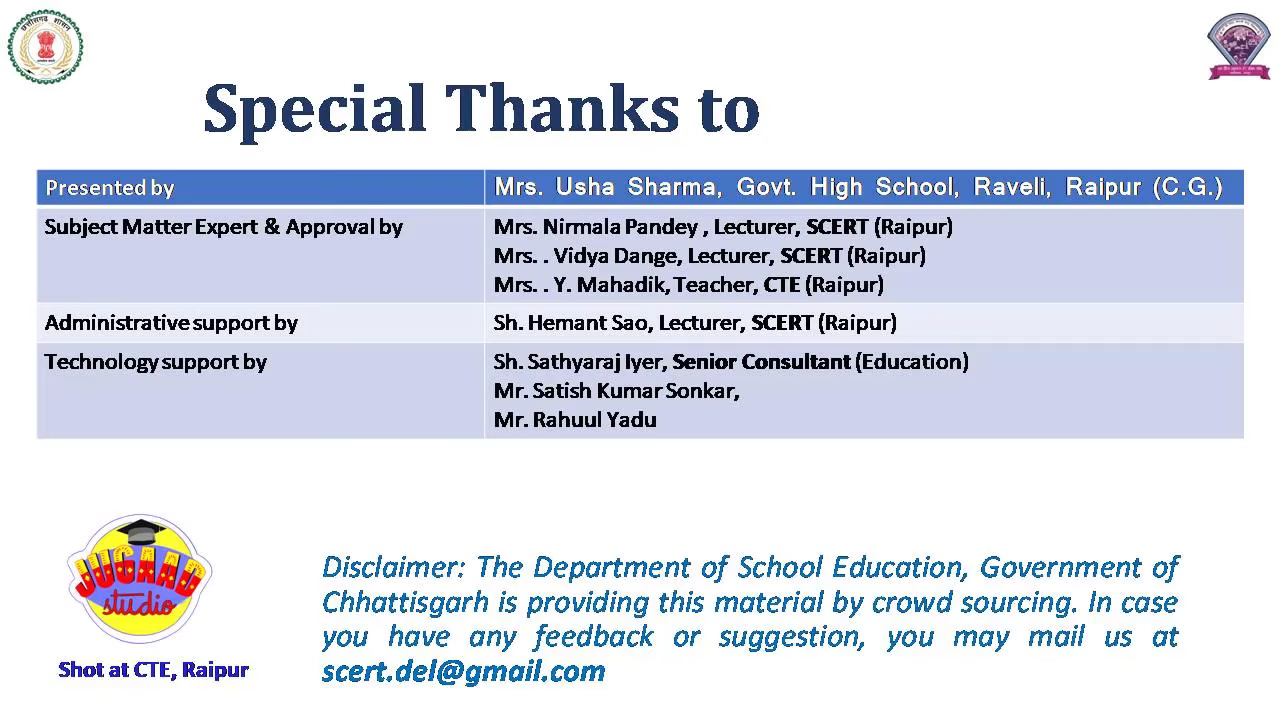 छत्तीसगढ़ शासन
Special Thanks to
Presented by
Mrs. Usha Sharma, Govt. High School, Raveli, Raipur (C.G.)
Subject Matter Expert & Approval by
Mrs. Nirmala Pandey , Lecturer, SCERT (Raipur)
Mrs. . Vidya Dange, Lecturer, SCERT (Raipur)
Mrs. . Y. Mahadik, Teacher, CTE (Raipur)
Administrative support by
Sh. Hemant Sao, Lecturer, SCERT (Raipur)
Technology support by
Sh. Sathyaraj Iyer, Senior Consultant (Education)
Mr. Satish Kumar Sonkar,
Mr. Rahuul Yadu
JUGAAD
studio
Shot at CTE, Raipur
Disclaimer: The Department of School Education, Government of
Chhattisgarh is providing this material by crowd sourcing. In case
you have any feedback or suggestion, you may mail us at
scert.del@gmail.com